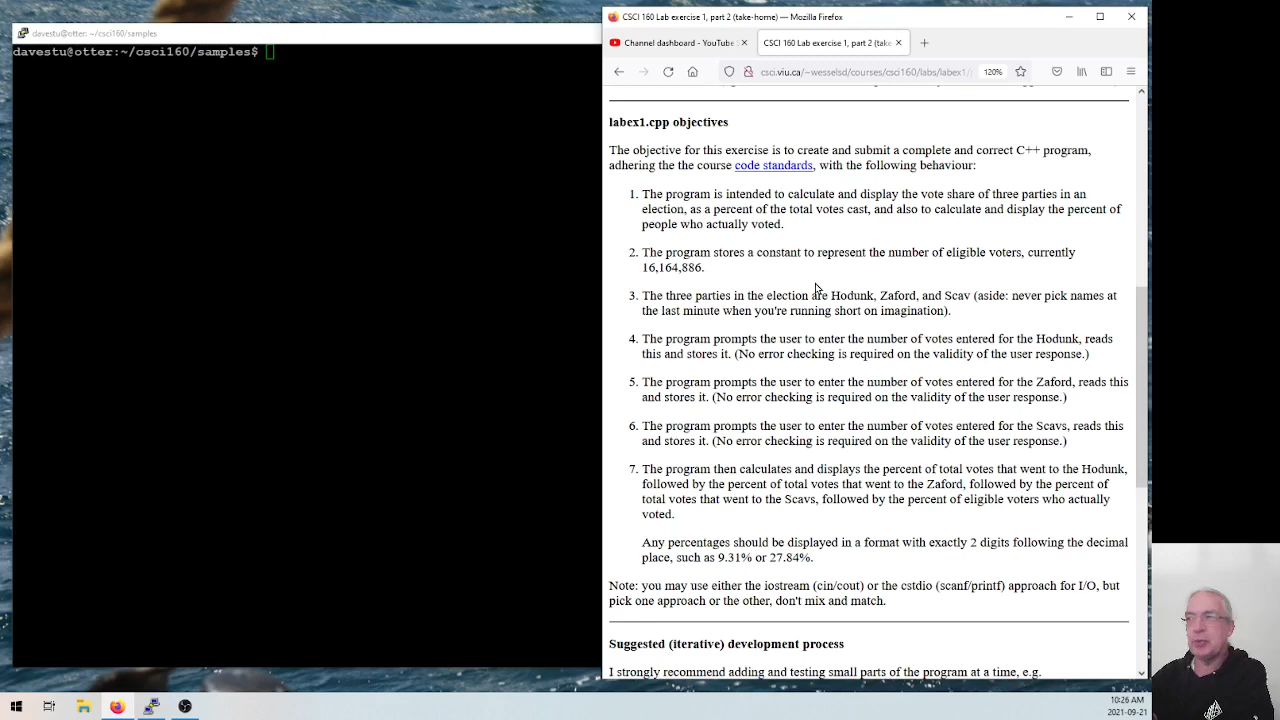 davestu@otter: ~/csci160/samples
davestu@otter:~/csci160/samples$
CSCI 160 Lab exercise 1, part 2 (take-home) — Mozilla Firefox
Channel dashboard - YouTube
CSCI 160 Lab exercise 1, part 2 (take-
csci.viu.ca/~wesselsd/courses/csci160/labs/labex1/
120%
labex1.cpp objectives
The objective for this exercise is to create and submit a complete and correct C++ program,
adhering the the course code standards, with the following behaviour:
1. The program is intended to calculate and display the vote share of three parties in an
election, as a percent of the total votes cast, and also to calculate and display the percent of
people who actually voted.
2. The program stores a constant to represent the number of eligible voters, currently
16,164,886.
3. The three parties in the election are Hodunk, Zaford, and Scav (aside: never pick names at
the last minute when you're running short on imagination).
4. The program prompts the user to enter the number of votes entered for the Hodunk, reads
this and stores it. (No error checking is required on the validity of the user response.)
5. The program prompts the user to enter the number of votes entered for the Zaford, reads this
and stores it. (No error checking is required on the validity of the user response.)
6. The program prompts the user to enter the number of votes entered for the Scavs, reads this
and stores it. (No error checking is required on the validity of the user response.)
7. The program then calculates and displays the percent of total votes that went to the Hodunk,
followed by the percent of total votes that went to the Zaford, followed by the percent of
total votes that went to the Scavs, followed by the percent of eligible voters who actually
voted.
Any percentages should be displayed in a format with exactly 2 digits following the decimal
place, such as 9.31% or 27.84%.
Note: you may use either the iostream (cin/cout) or the cstdio (scanf/printf) approach for I/O, but
pick one approach or the other, don't mix and match.
Suggested (iterative) development process
I strongly recommend adding and testing small parts of the program at a time, e.g.
10:26 AM
2021-09-21